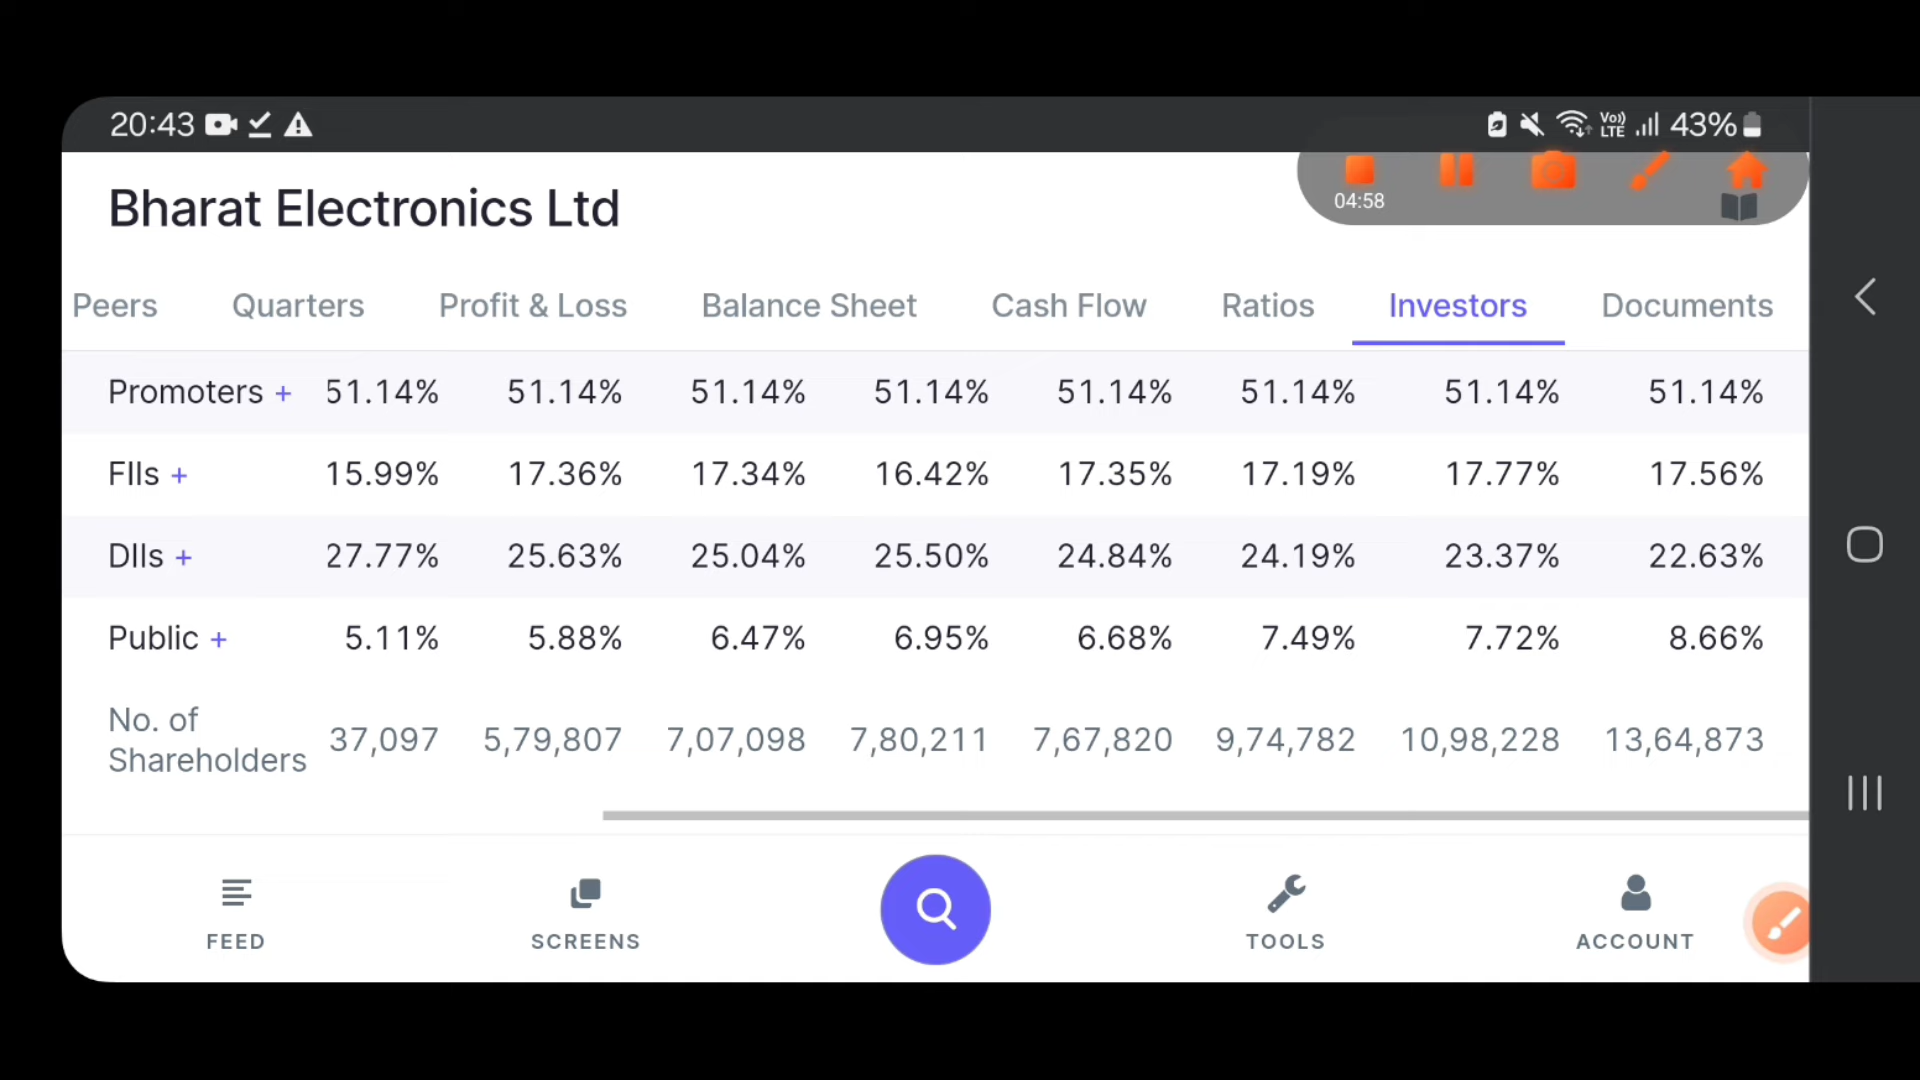 20:43 Vo)) LTE 43%
04:58
Bharat Electronics Ltd
Peers Quarters Profit & Loss Balance Sheet Cash Flow Ratios Investors Documents
Promoters + 51.14% 51.14% 51.14% 51.14% 51.14% 51.14% 51.14% 51.14%
FIIs + 15.99% 17.36% 17.34% 16.42% 17.35% 17.19% 17.77% 17.56%
DIIs + 27.77% 25.63% 25.04% 25.50% 24.84% 24.19% 23.37% 22.63%
Public + 5.11% 5.88% 6.47% 6.95% 6.68% 7.49% 7.72% 8.66%
No. of
Shareholders 37,097 5,79,807 7,07,098 7,80,211 7,67,820 9,74,782 10,98,228 13,64,873
FEED SCREENS TOOLS ACCOUNT